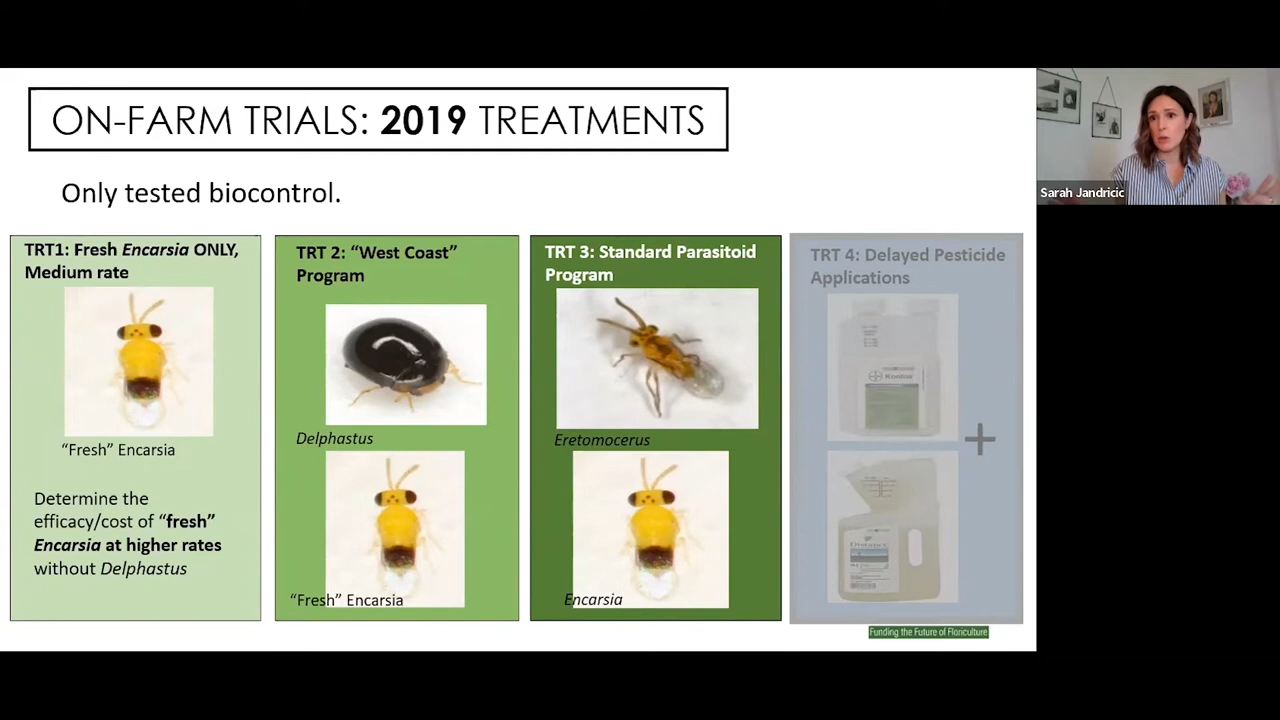 ON-FARM TRIALS: 2019 TREATMENTS
Only tested biocontrol.
TRT1: Fresh Encarsia ONLY,
Medium rate
"Fresh" Encarsia
Determine the
efficacy/cost of "fresh"
Encarsia at higher rates
without Delphastus
TRT 2: "West Coast"
Program
Delphastus
"Fresh" Encarsia
TRT 3: Standard Parasitoid
Program
Eretomocerus
Encarsia
TRT 4: Delayed Pesticide
Applications
Kontos
+
Distance
Funding the Future of Floriculture
Sarah Jandricic